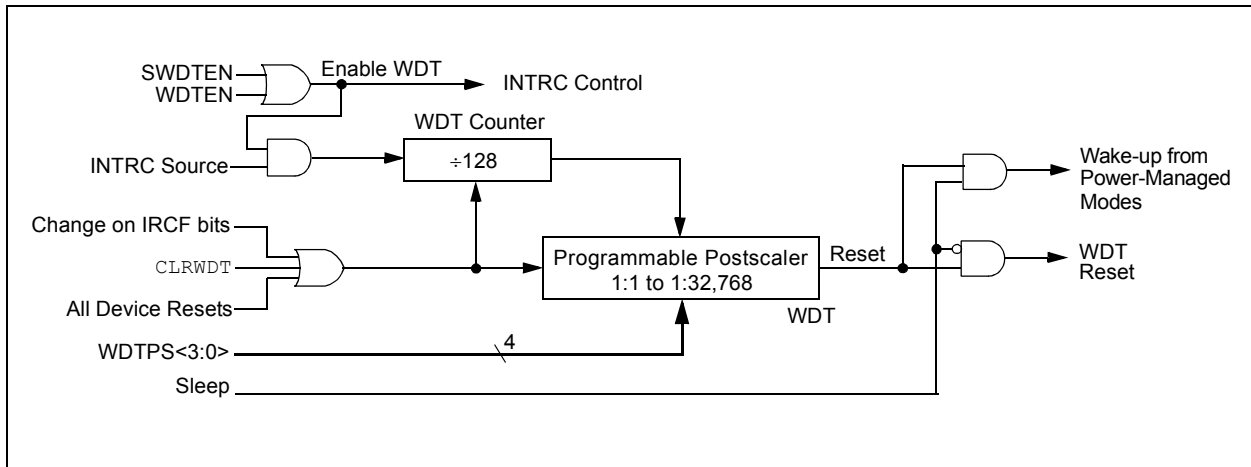 SWDTEN
WDTEN
Enable WDT
INTRC Control
WDT Counter
INTRC Source
÷128
Wake-up from
Power-Managed
Modes
Change on IRCF bits
CLRWDT
All Device Resets
Programmable Postscaler
1:1 to 1:32,768
Reset
WDT
Reset
WDT
WDTPS<3:0>
4
Sleep